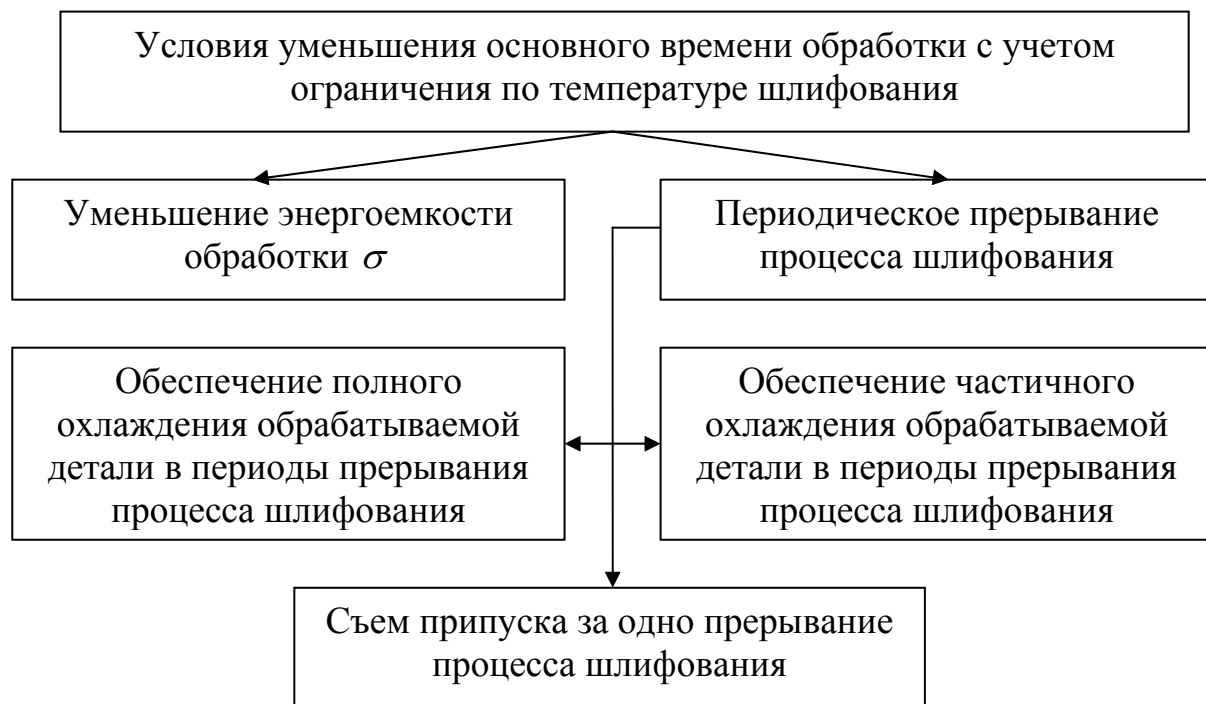 Условия уменьшения основного времени обработки с учетом
ограничения по температуре шлифования
Уменьшение энергоемкости
обработки σ
Периодическое прерывание
процесса шлифования
Обеспечение полного
охлаждения обрабатываемой
детали в периоды прерывания
процесса шлифования
Обеспечение частичного
охлаждения обрабатываемой
детали в периоды прерывания
процесса шлифования
Съем припуска за одно прерывание
процесса шлифования